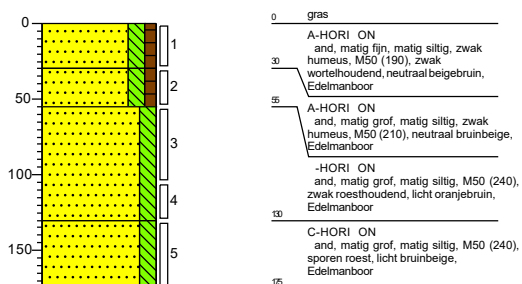 0
50
100
150
1
2
3
4
5
0 gras
A-HORI ON
and, matig fijn, matig siltig, zwak
humeus, M50 (190), zwak
30
wortelhoudend, neutraal beigebruin,
Edelmanboor
55
A-HORI ON
and, matig grof, matig siltig, zwak
humeus, M50 (210), neutraal bruinbeige,
Edelmanboor
-HORI ON
and, matig grof, matig siltig, M50 (240),
zwak roesthoudend, licht oranjebruin,
Edelmanboor
130
C-HORI ON
and, matig grof, matig siltig, M50 (240),
sporen roest, licht bruinbeige,
Edelmanboor
175